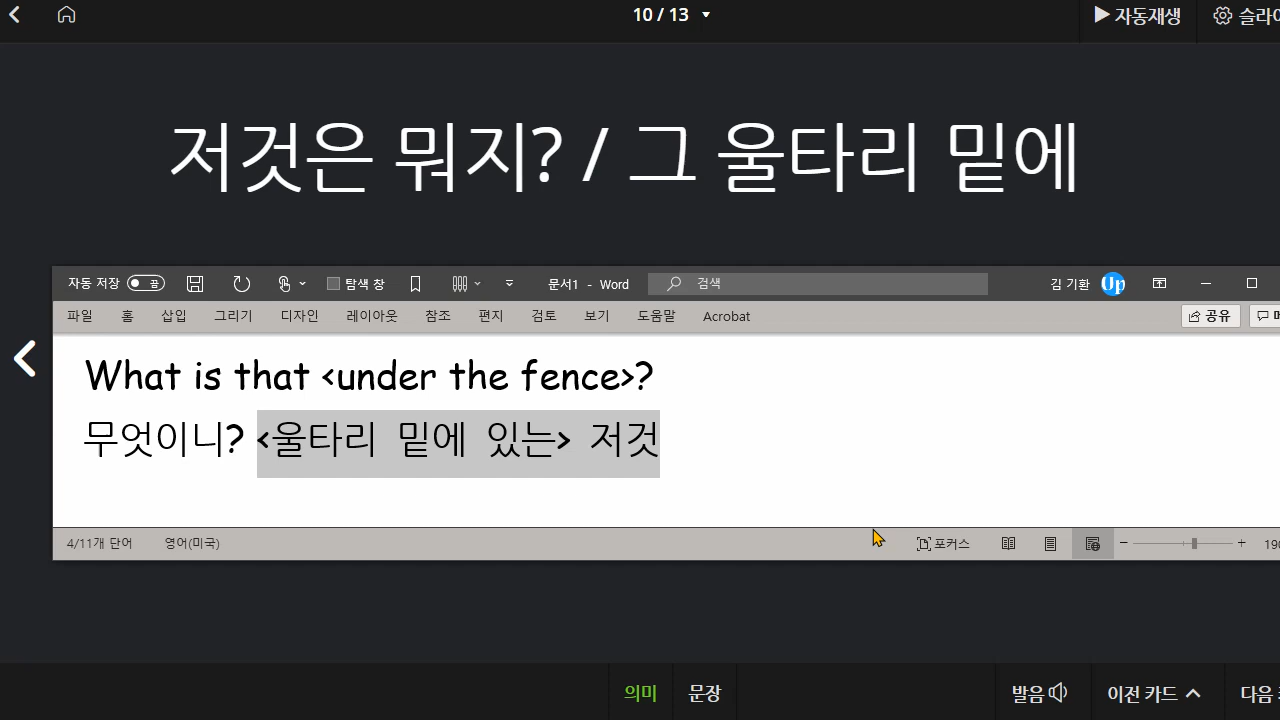 10 / 13
자동재생
저것은 뭐지? / 그 울타리 밑에
자동 저장 끔
탐색 창
문서1 - Word
검색
김 기환
Up
파일 홈 삽입 그리기 디자인 레이아웃 참조 편지 검토 보기 도움말 Acrobat
공유
What is that <under the fence>?
무엇이니? <울타리 밑에 있는> 저것
4/11개 단어
영어(미국)
포커스
의미
문장
발음
이전 카드
다음